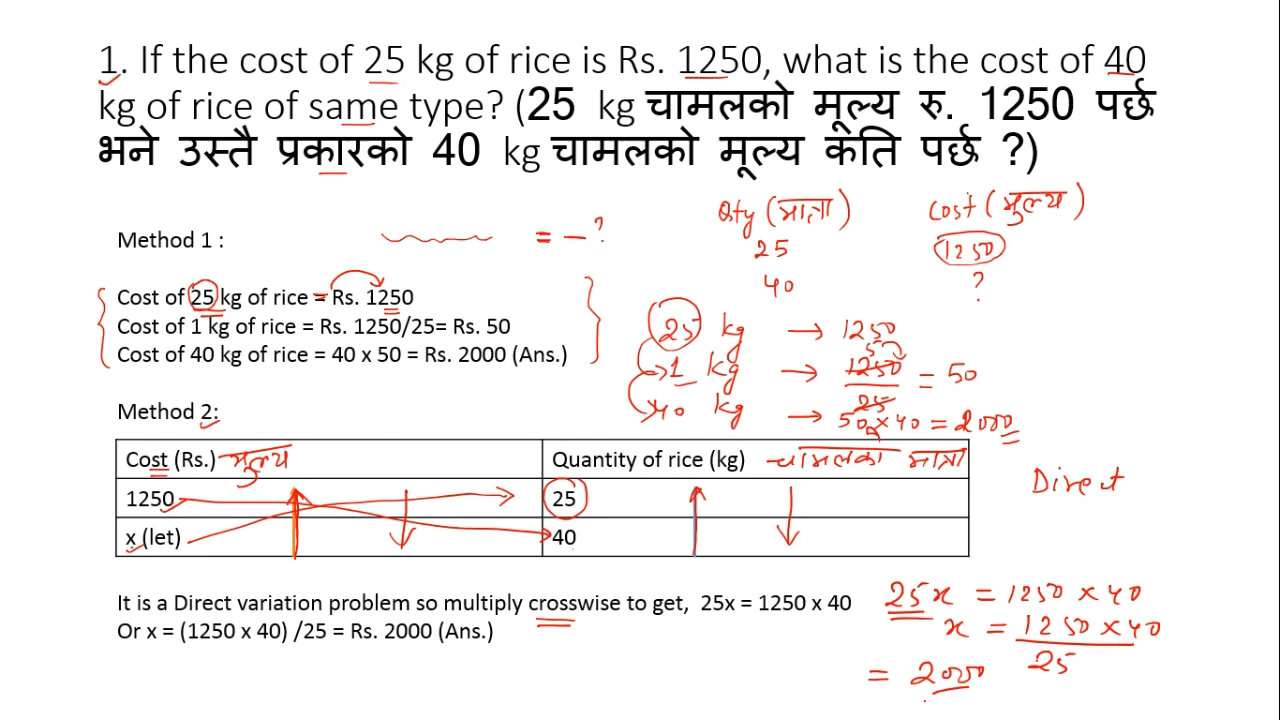 1. If the cost of 25 kg of rice is Rs. 1250, what is the cost of 40
kg of rice of same type? (25 kg चामलको मूल्य रु. 1250 पर्छ
भने उस्तै प्रकारको 40 kg चामलको मूल्य कति पर्छ ?)
Qty (मात्रा) Cost (मुल्य)
Method 1 : = – ? 25 1250
40 ?
Cost of 25 kg of rice = Rs. 1250
Cost of 1 kg of rice = Rs. 1250/25= Rs. 50
Cost of 40 kg of rice = 40 x 50 = Rs. 2000 (Ans.)
25 kg → 1250
1 kg → 1250/25 = 50
40 kg → 50 × 40 = 2000
50
Method 2:
Cost (Rs.) मुल्य Quantity of rice (kg) चामलका मात्रा
1250 25
x (let) 40
Direct
It is a Direct variation problem so multiply crosswise to get, 25x = 1250 x 40
Or x = (1250 x 40) /25 = Rs. 2000 (Ans.)
25x = 1250 × 40
x = 1250 × 40
25
= 2000